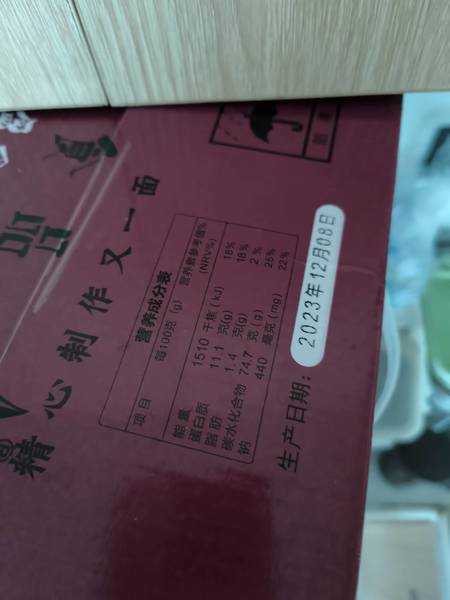 精心制作又一面
营养成分表
项目 每100克 (g) 营养素参考值% (NRV%)
能量 1510 千焦(kJ) 18%
蛋白质 11.1 克(g) 18%
脂肪 1.4 克(g) 2%
碳水化合物 74.7 克(g) 25%
钠 440 毫克(mg) 22%
生产日期: 2023年12月08日